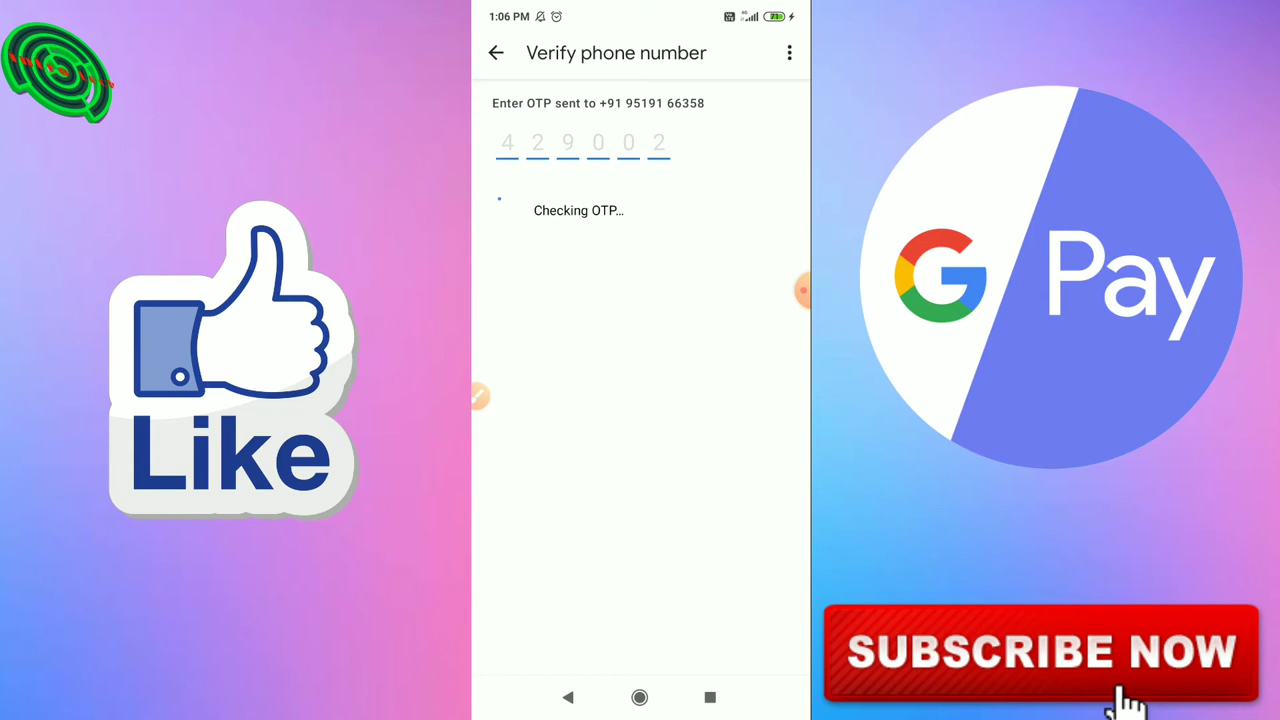 1:06 PM
71
Verify phone number
Enter OTP sent to +91 95191 66358
4 2 9 0 0 2
Checking OTP...
Like
G Pay
SUBSCRIBE NOW